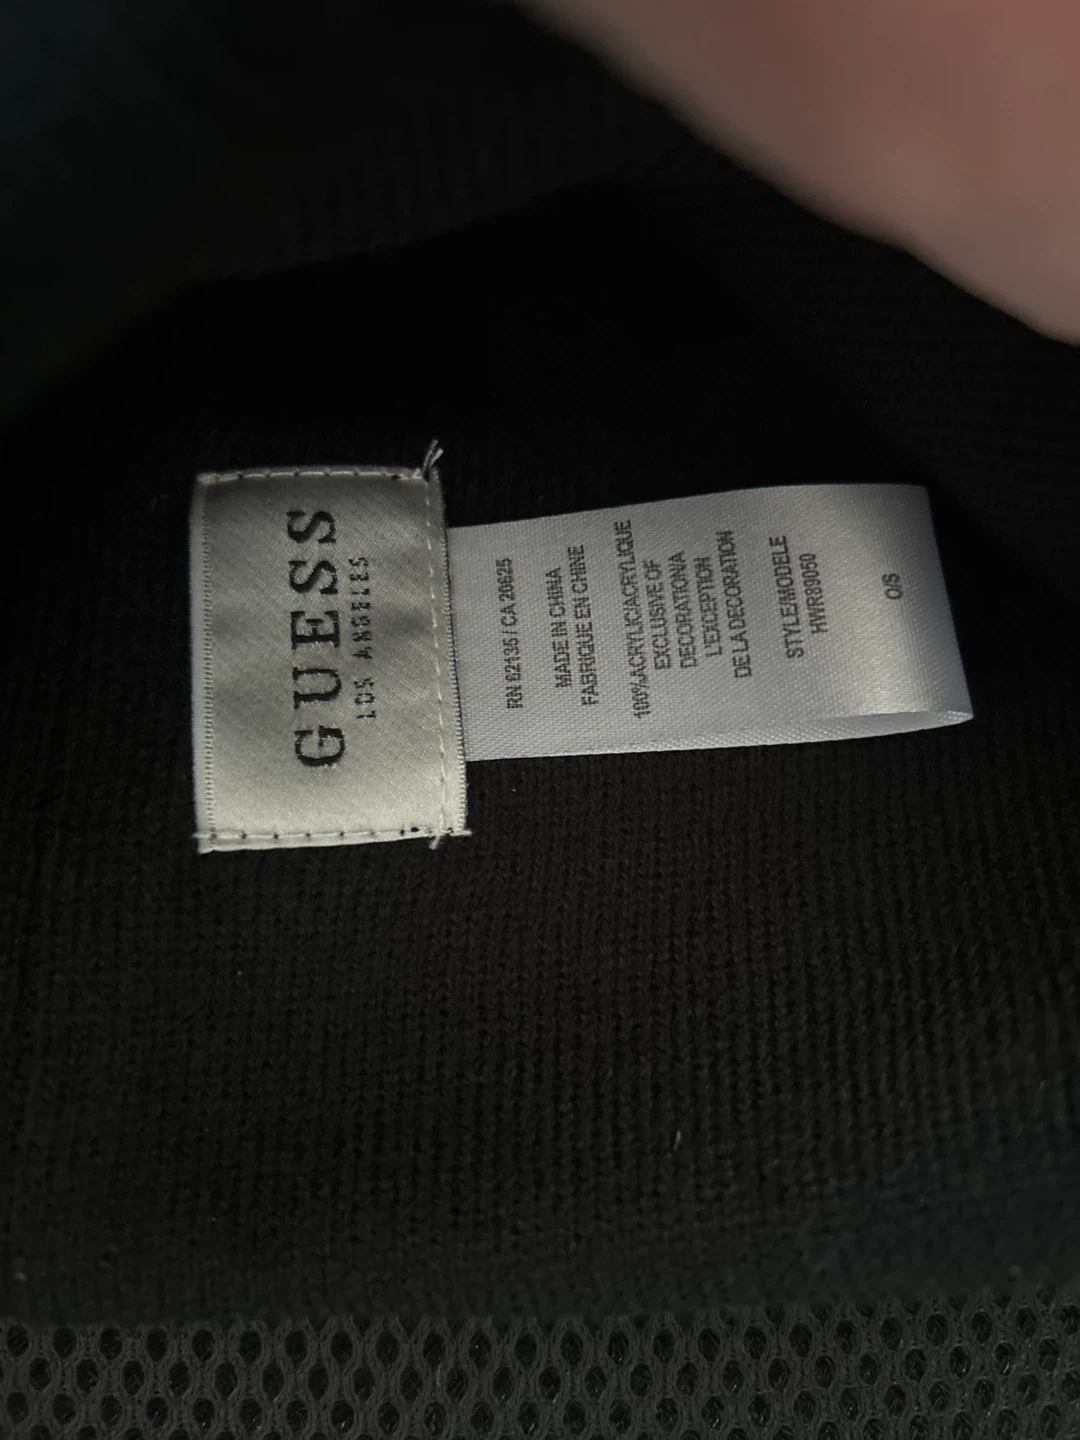 GUESS
LOS ANGELES
RN 62135 / CA 20625
MADE IN CHINA
FABRIQUE EN CHINE
100%ACRYLIC/ACRYLIQUE
EXCLUSIVE OF
DECORATION/A
L'EXCEPTION
DE LA DECORATION
STYLE/MODELE
HWR89050
O/S